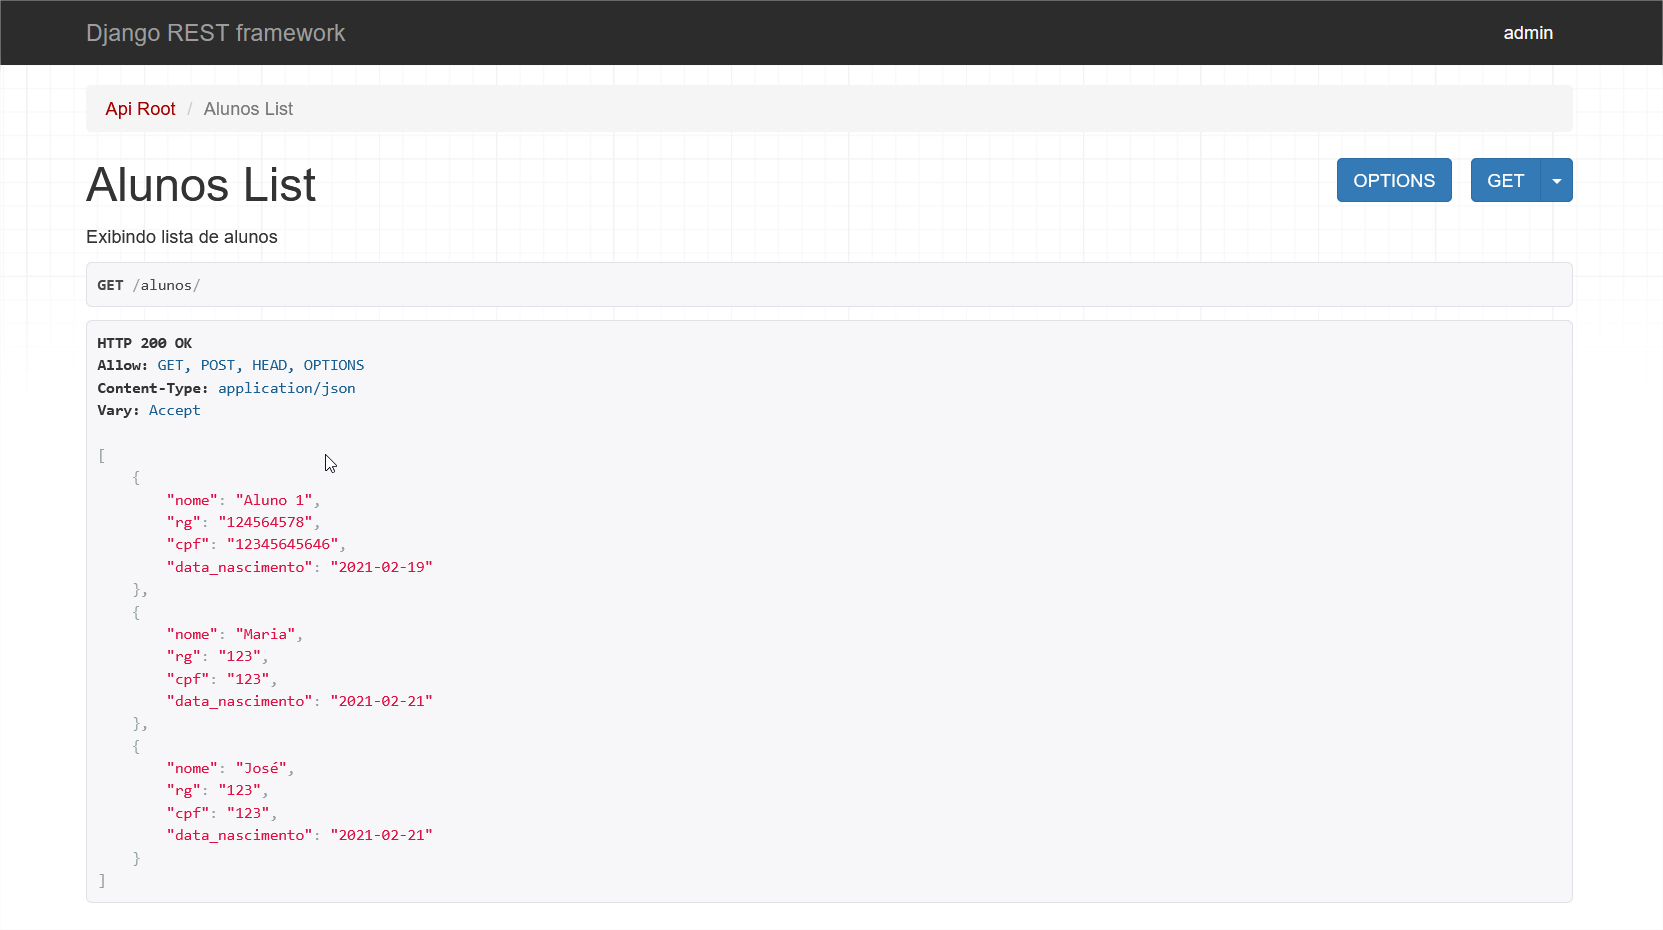 Django REST framework
admin
Api Root / Alunos List
Alunos List
OPTIONS
GET
Exibindo lista de alunos
GET /alunos/
HTTP 200 OK
Allow: GET, POST, HEAD, OPTIONS
Content-Type: application/json
Vary: Accept
[
    {
        "nome": "Aluno 1",
        "rg": "124564578",
        "cpf": "12345645646",
        "data_nascimento": "2021-02-19"
    },
    {
        "nome": "Maria",
        "rg": "123",
        "cpf": "123",
        "data_nascimento": "2021-02-21"
    },
    {
        "nome": "José",
        "rg": "123",
        "cpf": "123",
        "data_nascimento": "2021-02-21"
    }
]